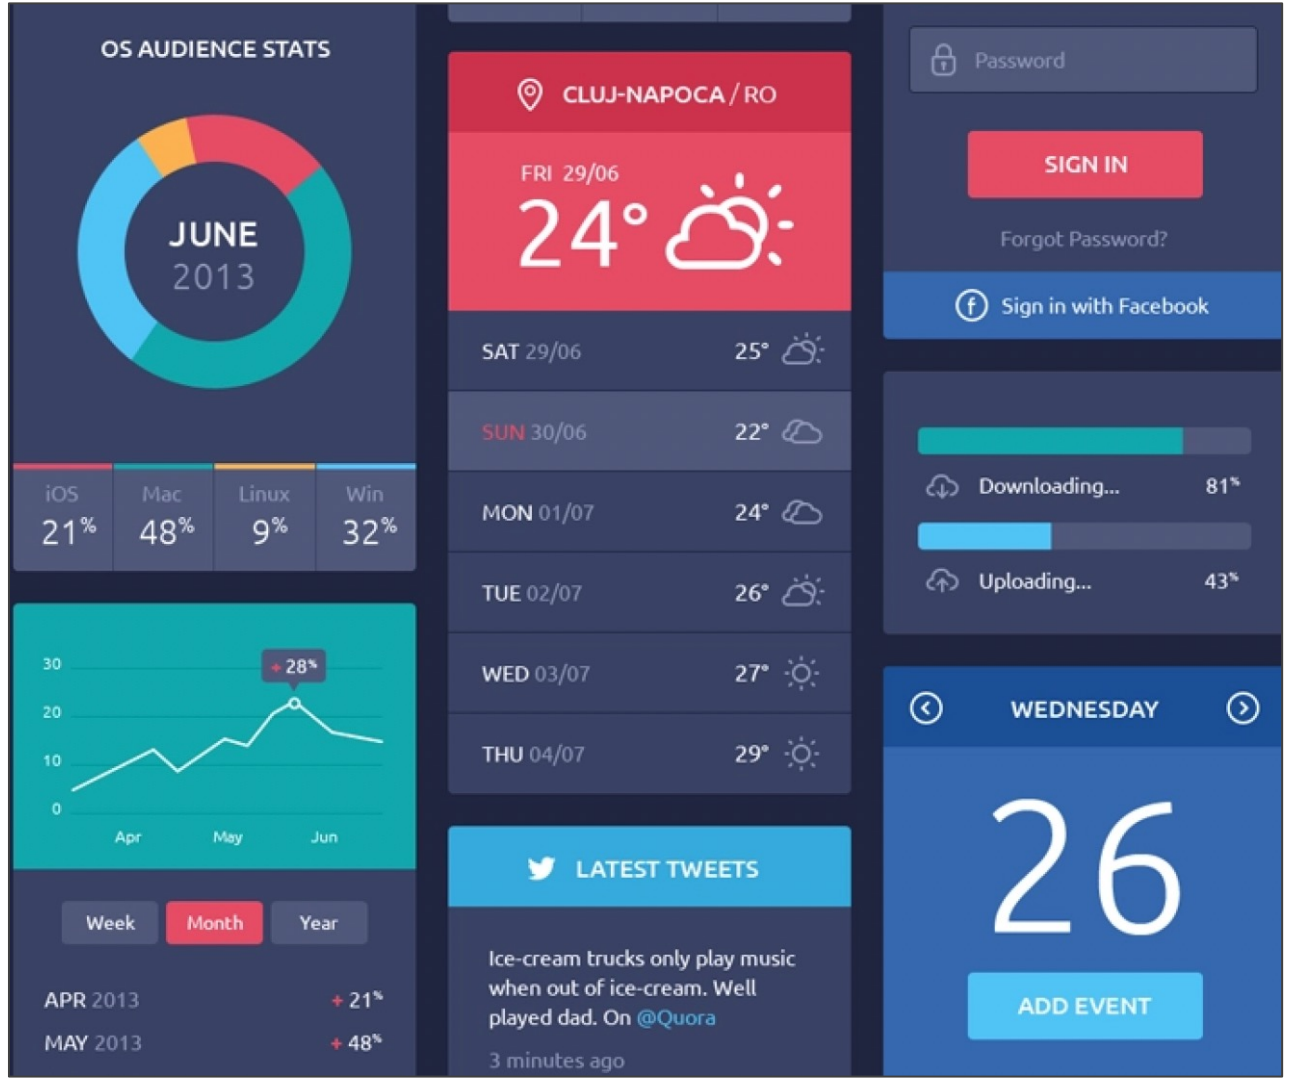 OS AUDIENCE STATS
JUNE
2013
iOS Mac Linux Win
21% 48% 9% 32%
30
+ 28%
20
10
0
Apr May Jun
Week Month Year
APR 2013 + 21%
MAY 2013 + 48%
CLUJ-NAPOCA / RO
FRI 29/06
24°
SAT 29/06 25°
SUN 30/06 22°
MON 01/07 24°
TUE 02/07 26°
WED 03/07 27°
THU 04/07 29°
LATEST TWEETS
Ice-cream trucks only play music
when out of ice-cream. Well
played dad. On @Quora
3 minutes ago
Password
SIGN IN
Forgot Password?
f Sign in with Facebook
Downloading... 81%
Uploading... 43%
WEDNESDAY
26
ADD EVENT